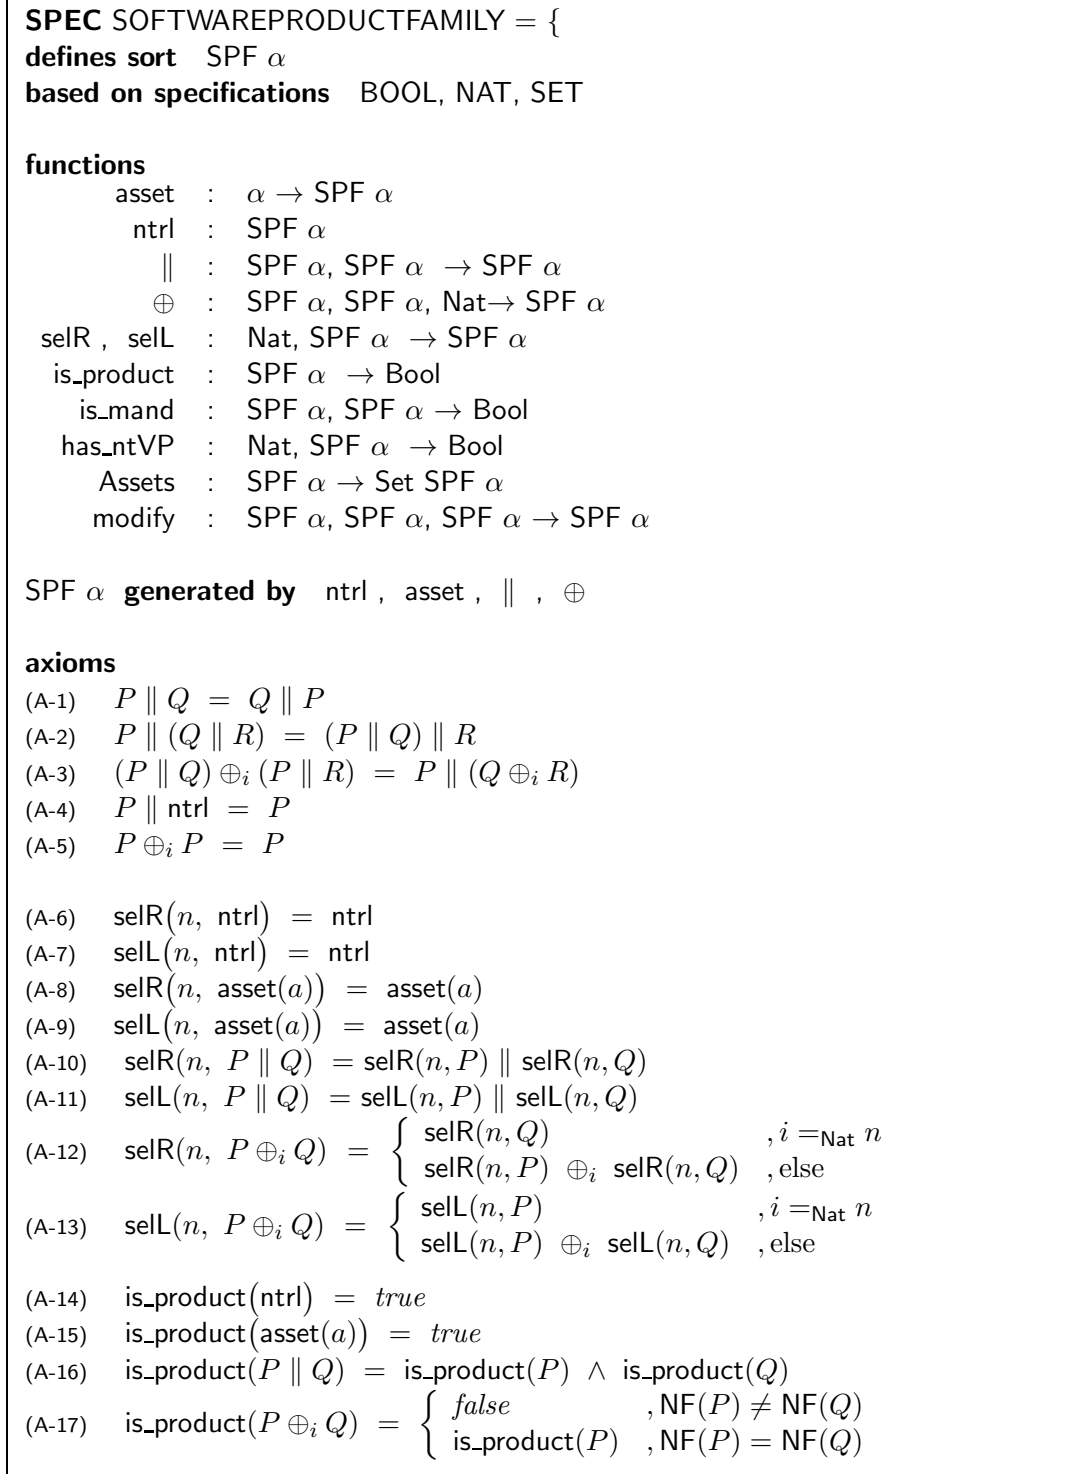 SPEC SOFTWAREPRODUCTFAMILY = {
defines sort SPF α
based on specifications BOOL, NAT, SET
functions
asset : α → SPF α
ntrl : SPF α
∥ : SPF α, SPF α → SPF α
⊕ : SPF α, SPF α, Nat→ SPF α
selR , selL : Nat, SPF α → SPF α
is_product : SPF α → Bool
is_mand : SPF α, SPF α → Bool
has_ntVP : Nat, SPF α → Bool
Assets : SPF α → Set SPF α
modify : SPF α, SPF α, SPF α → SPF α
SPF α generated by ntrl , asset , ∥ , ⊕
axioms
(A-1) P ∥ Q = Q ∥ P
(A-2) P ∥ (Q ∥ R) = (P ∥ Q) ∥ R
(A-3) (P ∥ Q) ⊕ᵢ (P ∥ R) = P ∥ (Q ⊕ᵢ R)
(A-4) P ∥ ntrl = P
(A-5) P ⊕ᵢ P = P
(A-6) selR(n, ntrl) = ntrl
(A-7) selL(n, ntrl) = ntrl
(A-8) selR(n, asset(a)) = asset(a)
(A-9) selL(n, asset(a)) = asset(a)
(A-10) selR(n, P ∥ Q) = selR(n, P) ∥ selR(n, Q)
(A-11) selL(n, P ∥ Q) = selL(n, P) ∥ selL(n, Q)
(A-12) selR(n, P ⊕ᵢ Q) = { selR(n, Q) , i =Nat n
selR(n, P) ⊕ᵢ selR(n, Q) , else
(A-13) selL(n, P ⊕ᵢ Q) = { selL(n, P) , i =Nat n
selL(n, P) ⊕ᵢ selL(n, Q) , else
(A-14) is_product(ntrl) = true
(A-15) is_product(asset(a)) = true
(A-16) is_product(P ∥ Q) = is_product(P) ∧ is_product(Q)
(A-17) is_product(P ⊕ᵢ Q) = { false , NF(P) ≠ NF(Q)
is_product(P) , NF(P) = NF(Q)